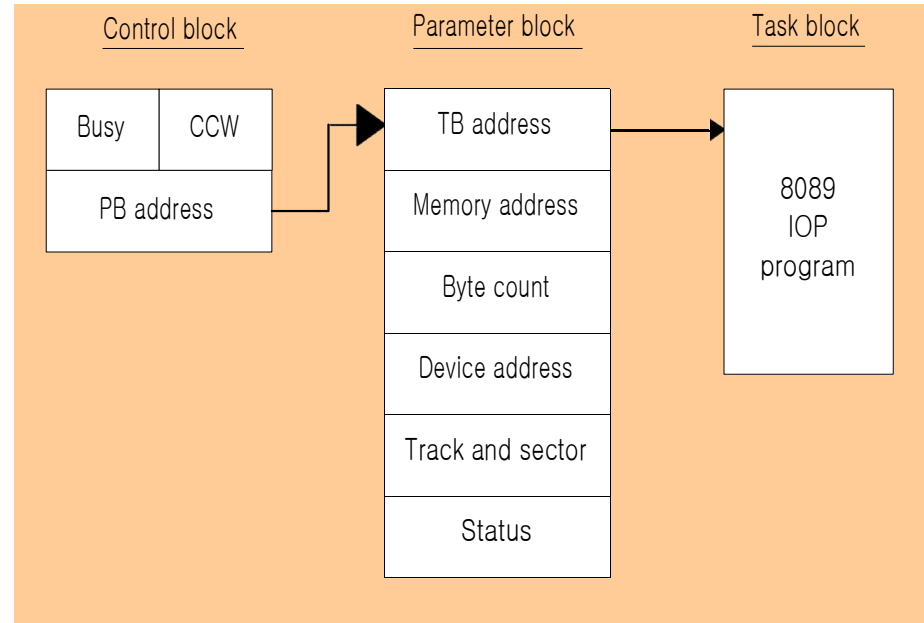 Control block
Parameter block
Task block
Busy
CCW
PB address
TB address
Memory address
Byte count
Device address
Track and sector
Status
8089
IOP
program